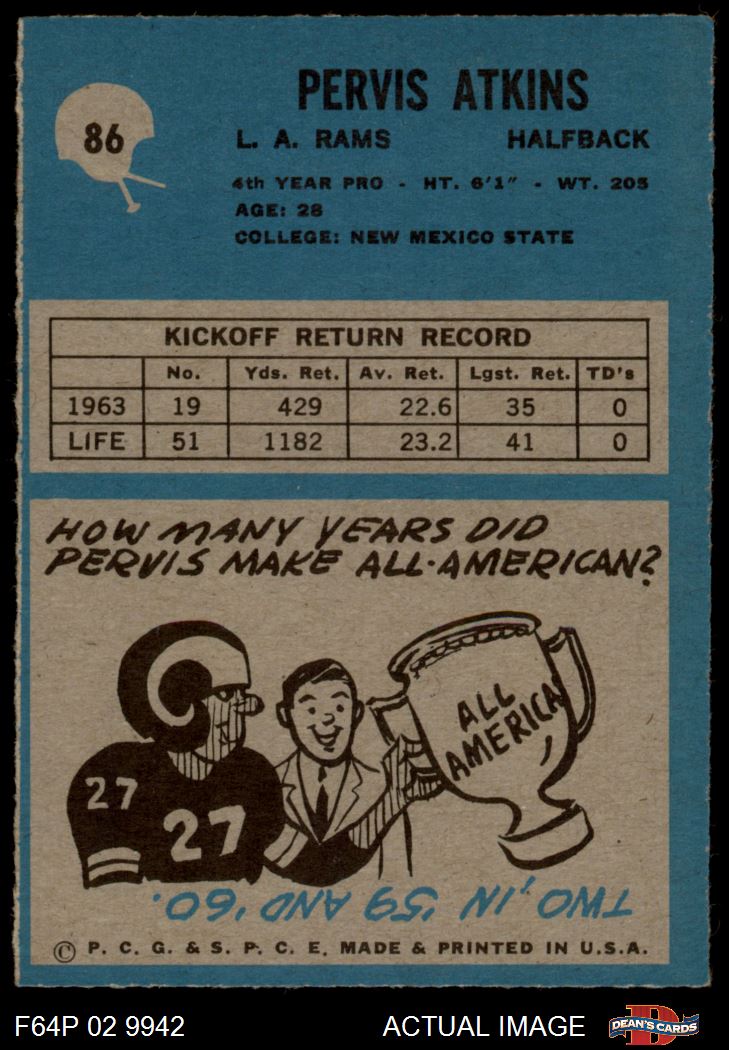 86
PERVIS ATKINS
L. A. RAMS HALFBACK
4th YEAR PRO - HT. 6'1" - WT. 205
AGE: 28
COLLEGE: NEW MEXICO STATE
KICKOFF RETURN RECORD
No. Yds. Ret. Av. Ret. Lgst. Ret. TD's
1963 19 429 22.6 35 0
LIFE 51 1182 23.2 41 0
HOW MANY YEARS DID
PERVIS MAKE ALL-AMERICAN?
ALL
AMERICA
27
27
TWO, IN '59 AND '60.
© P. C. G. & S. P. C. E. MADE & PRINTED IN U.S.A.
F64P 02 9942 ACTUAL IMAGE D DEAN'S CARDS